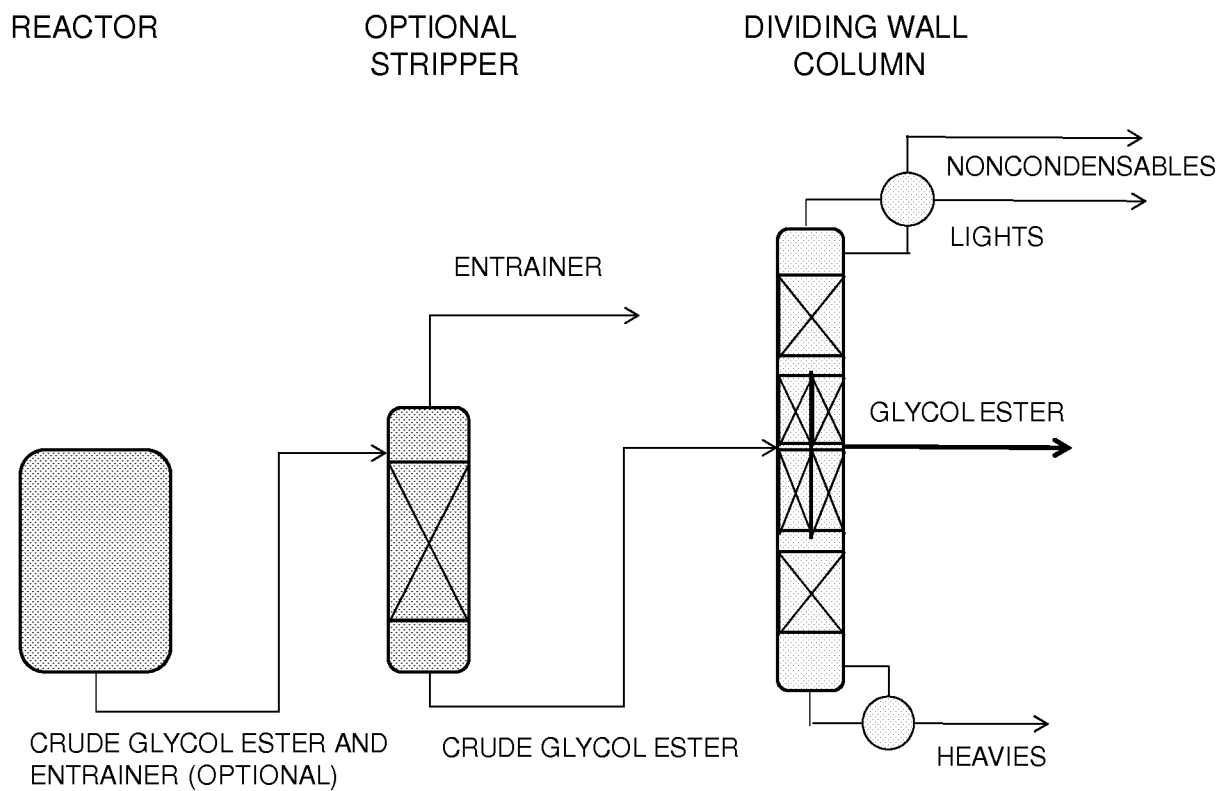 REACTOR
OPTIONAL
STRIPPER
DIVIDING WALL
COLUMN
NONCONDENSABLES
LIGHTS
ENTRAINER
GLYCOL ESTER
CRUDE GLYCOL ESTER AND
ENTRAINER (OPTIONAL)
CRUDE GLYCOL ESTER
HEAVIES